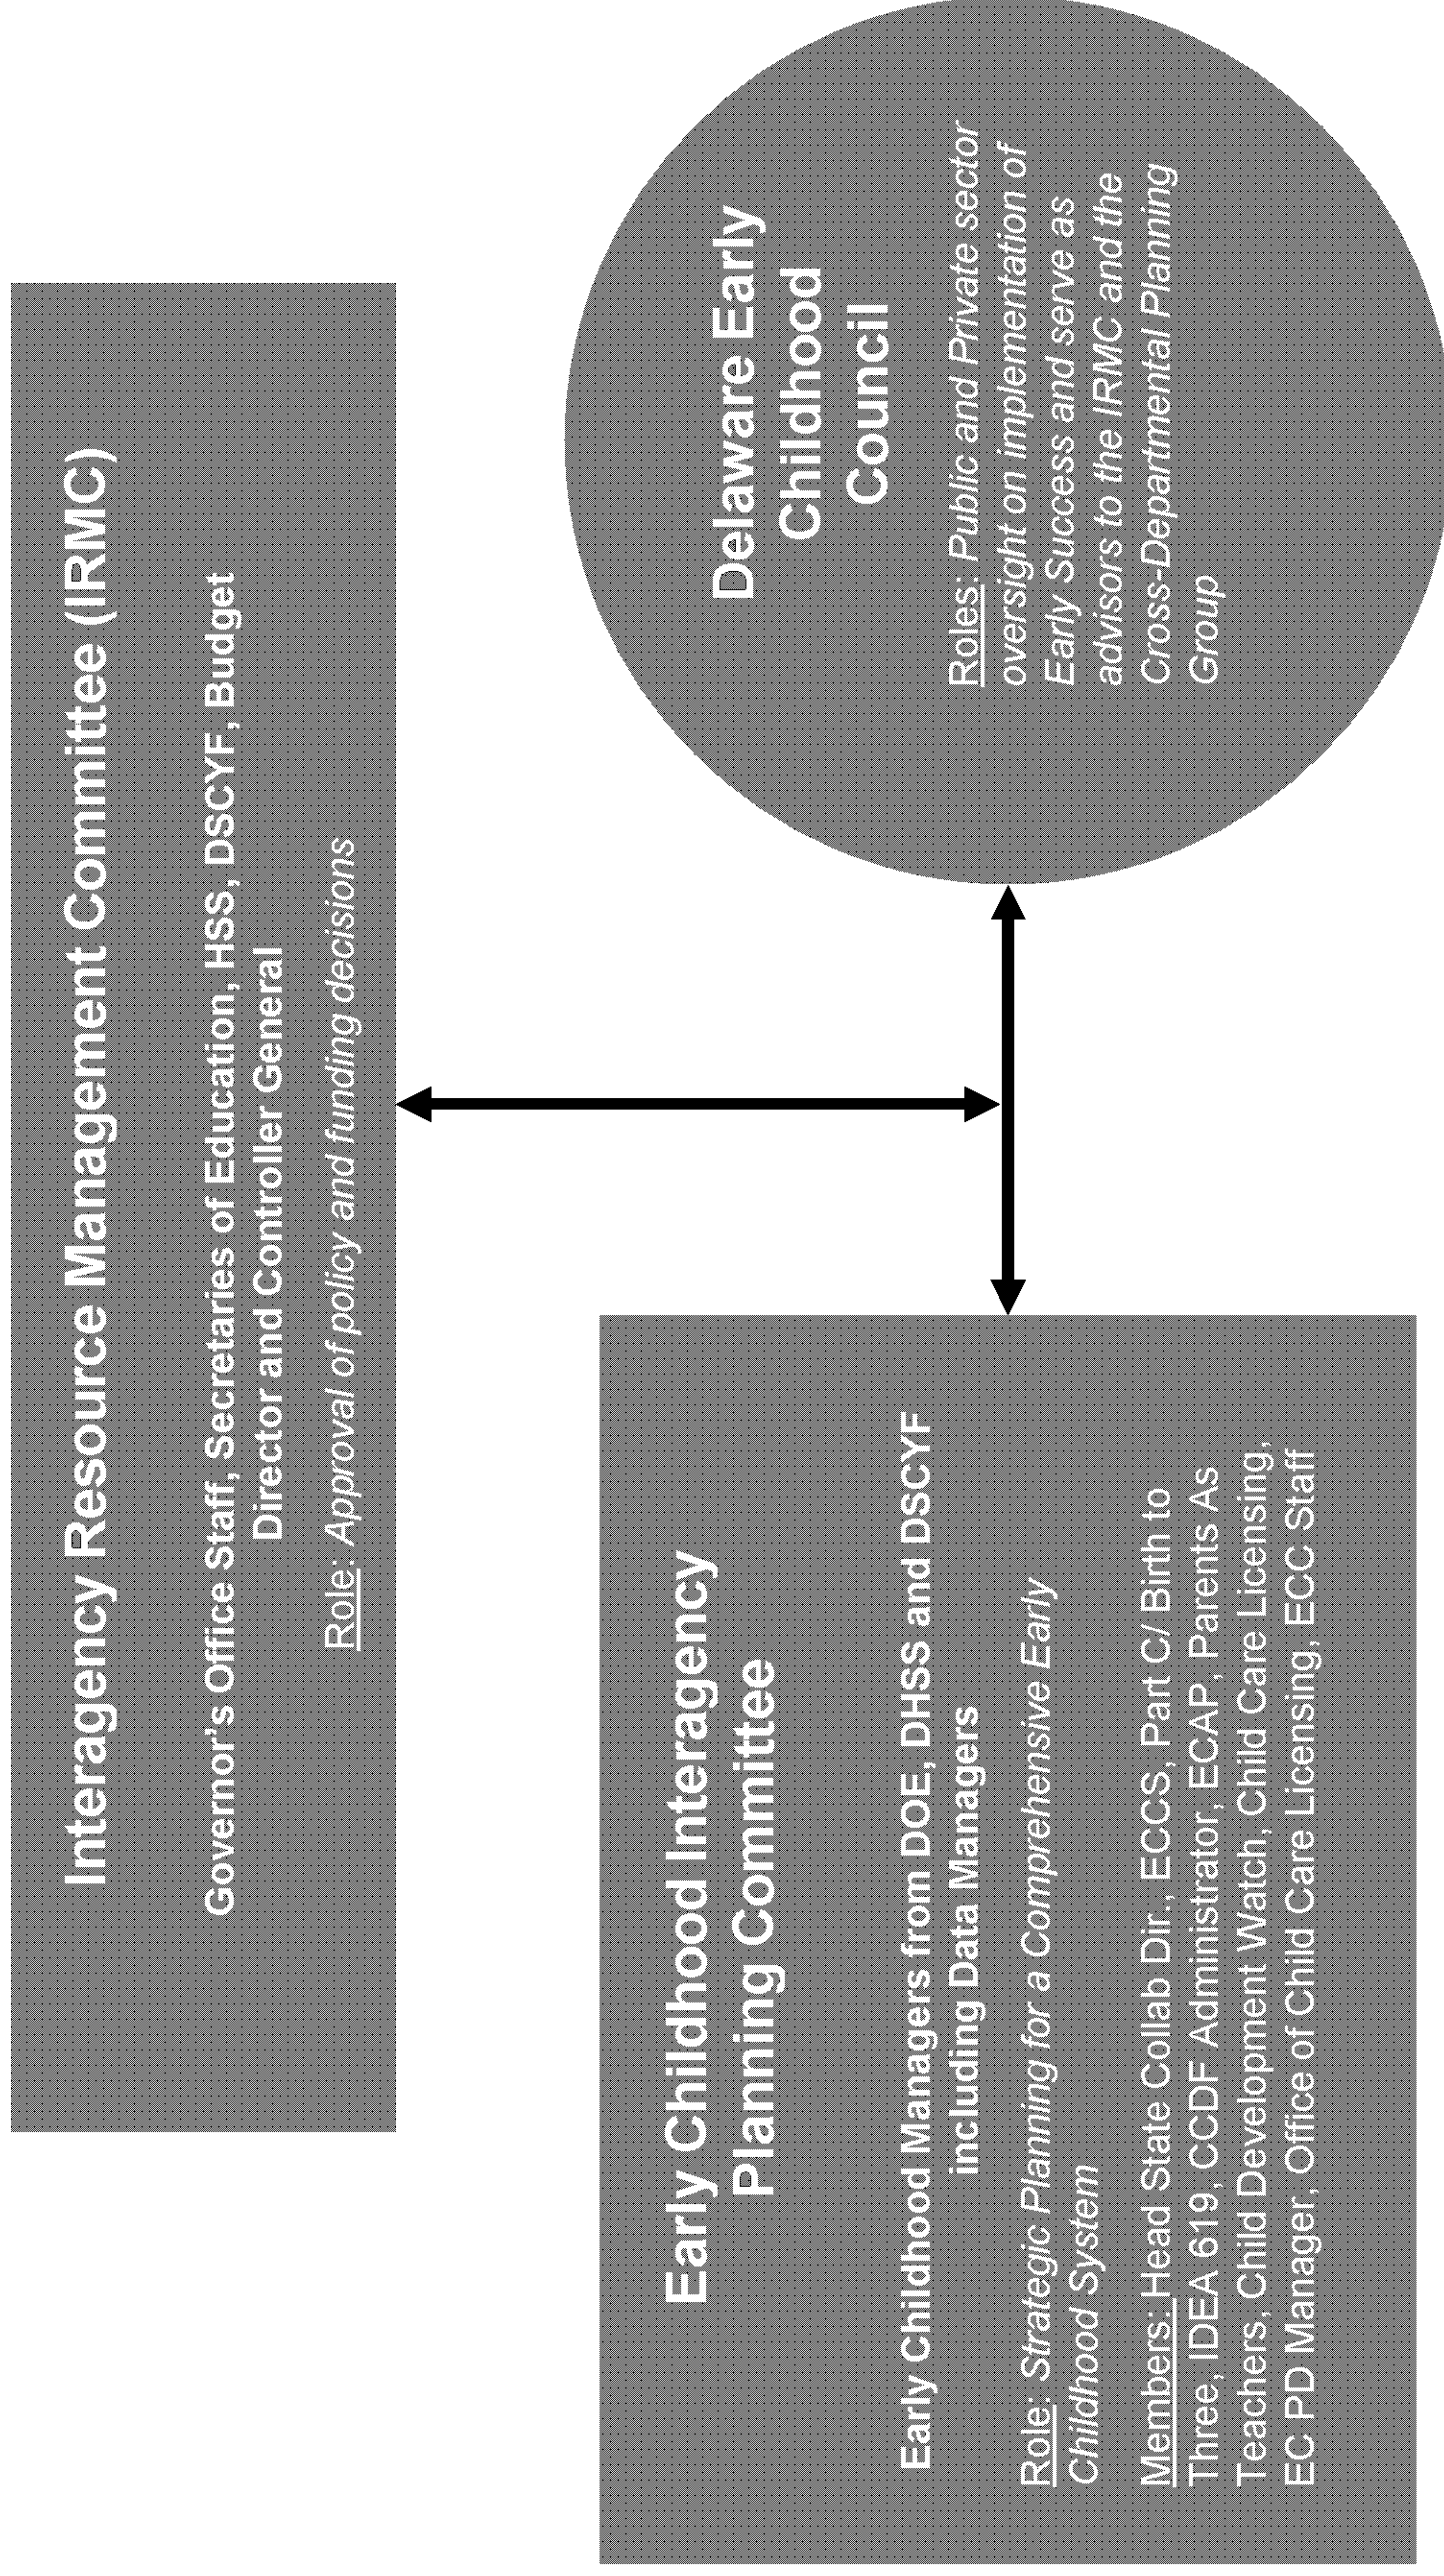 Interagency Resource Management Committee (IRMC)
Governor's Office Staff, Secretaries of Education, HSS, DSCYF, Budget
Director and Controller General
Role: Approval of policy and funding decisions
Early Childhood Interagency
Planning Committee
Early Childhood Managers from DOE, DHSS and DSCYF
including Data Managers
Role: Strategic Planning for a Comprehensive Early
Childhood System
Members: Head State Collab Dir., ECCS, Part C/ Birth to
Three, IDEA 619, CCDF Administrator, ECAP, Parents As
Teachers, Child Development Watch, Child Care Licensing,
EC PD Manager, Office of Child Care Licensing, ECC Staff
Delaware Early
Childhood
Council
Roles: Public and Private sector
oversight on implementation of
Early Success and serve as
advisors to the IRMC and the
Cross-Departmental Planning
Group